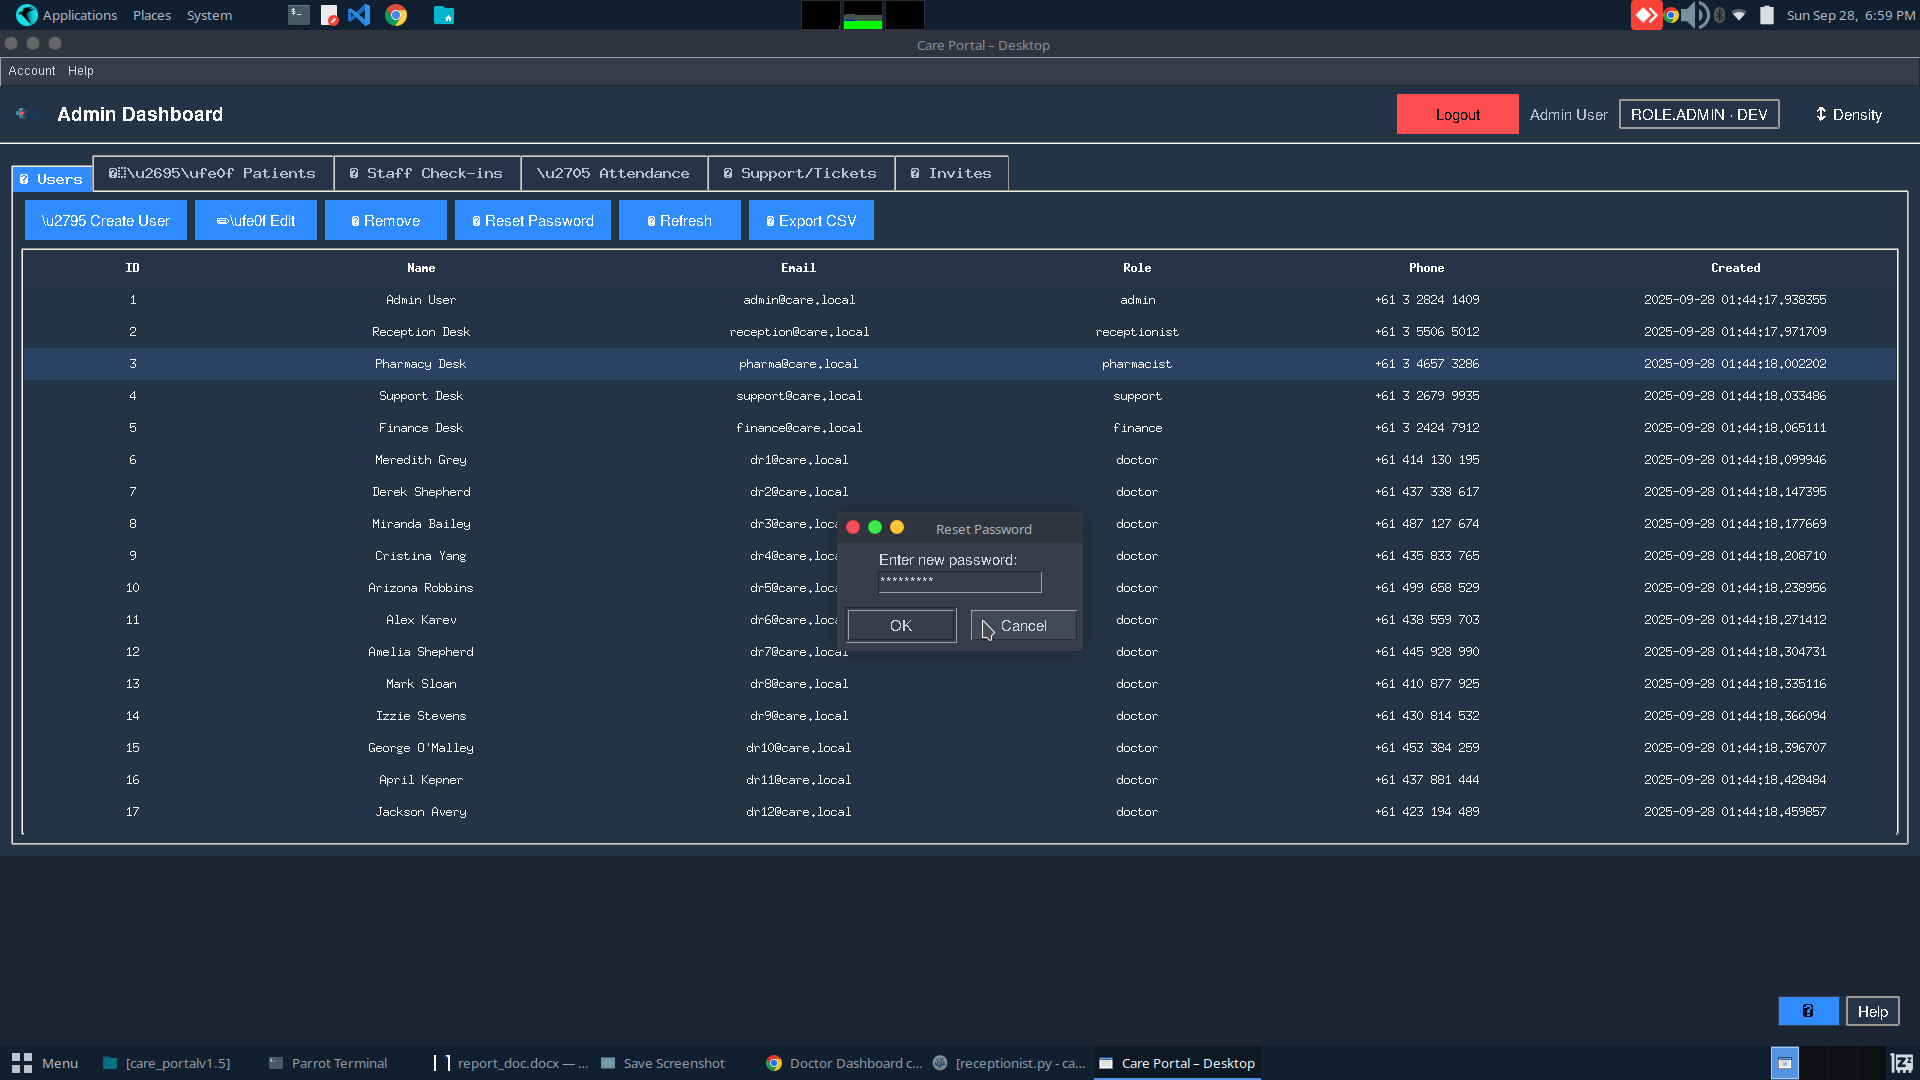 Applications Places System
Sun Sep 28, 6:59 PM
Care Portal – Desktop
Account Help
Admin Dashboard
Logout Admin User ROLE.ADMIN · DEV ↕ Density
Users \u2695\ufe0f Patients Staff Check-ins \u2705 Attendance Support/Tickets Invites
\u2795 Create User ✏\ufe0f Edit Remove Reset Password Refresh Export CSV
ID Name Email Role Phone Created
1 Admin User admin@care.local admin +61 3 2824 1409 2025-09-28 01:44:17.938355
2 Reception Desk reception@care.local receptionist +61 3 5506 5012 2025-09-28 01:44:17.971709
3 Pharmacy Desk pharma@care.local pharmacist +61 3 4657 3286 2025-09-28 01:44:18.002202
4 Support Desk support@care.local support +61 3 2679 9935 2025-09-28 01:44:18.033486
5 Finance Desk finance@care.local finance +61 3 2424 7912 2025-09-28 01:44:18.065111
6 Meredith Grey dr1@care.local doctor +61 414 130 195 2025-09-28 01:44:18.099946
7 Derek Shepherd dr2@care.local doctor +61 437 338 617 2025-09-28 01:44:18.147395
8 Miranda Bailey dr3@care.loca doctor +61 487 127 674 2025-09-28 01:44:18.177669
9 Cristina Yang dr4@care.loca doctor +61 435 833 765 2025-09-28 01:44:18.208710
10 Arizona Robbins dr5@care.loca doctor +61 499 658 529 2025-09-28 01:44:18.238956
11 Alex Karev dr6@care.loca doctor +61 438 559 703 2025-09-28 01:44:18.271412
12 Amelia Shepherd dr7@care.local doctor +61 445 928 990 2025-09-28 01:44:18.304731
13 Mark Sloan dr8@care.local doctor +61 410 877 925 2025-09-28 01:44:18.335116
14 Izzie Stevens dr9@care.local doctor +61 430 814 532 2025-09-28 01:44:18.366094
15 George O'Malley dr10@care.local doctor +61 453 384 259 2025-09-28 01:44:18.396707
16 April Kepner dr11@care.local doctor +61 437 881 444 2025-09-28 01:44:18.428484
17 Jackson Avery dr12@care.local doctor +61 423 194 489 2025-09-28 01:44:18.459857
Reset Password
Enter new password:
*********
OK Cancel
Help
Menu [care_portalv1.5] Parrot Terminal report_doc.docx — ... Save Screenshot Doctor Dashboard c... [receptionist.py - ca... Care Portal – Desktop